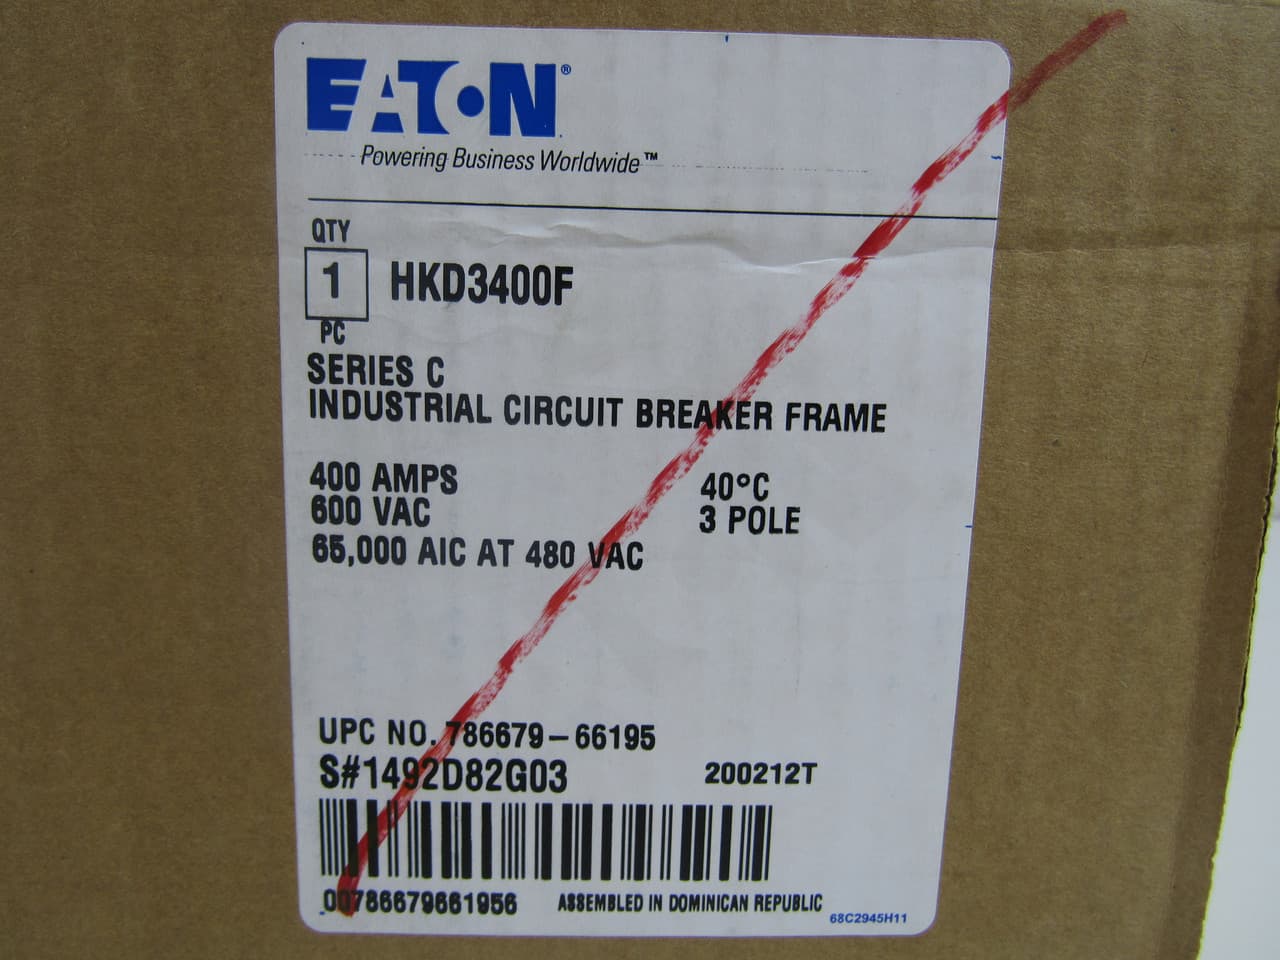 EATON®
Powering Business Worldwide™
QTY
1 HKD3400F
PC
SERIES C
INDUSTRIAL CIRCUIT BREAKER FRAME
400 AMPS 40°C
600 VAC 3 POLE
65,000 AIC AT 480 VAC
UPC NO. 786679-66195
S#1492D82G03 200212T
00786679661956 ASSEMBLED IN DOMINICAN REPUBLIC
68C2945H11